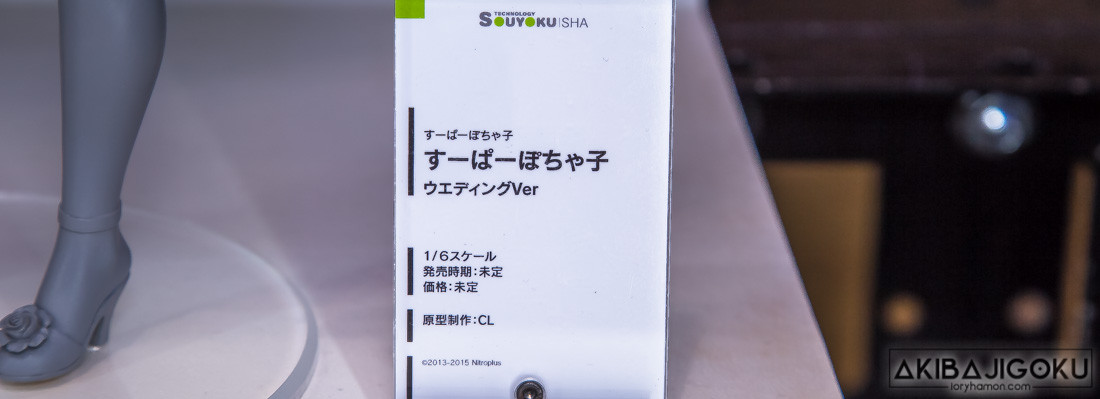 TECHNOLOGY
SOUYOKU|SHA
すーぱーぽちゃ子
すーぱーぽちゃ子
ウエディングVer
1/6スケール
発売時期:未定
価格:未定
原型制作:CL
©2013-2015 Nitroplus
AKIBAJIGOKU
loryhamon.com